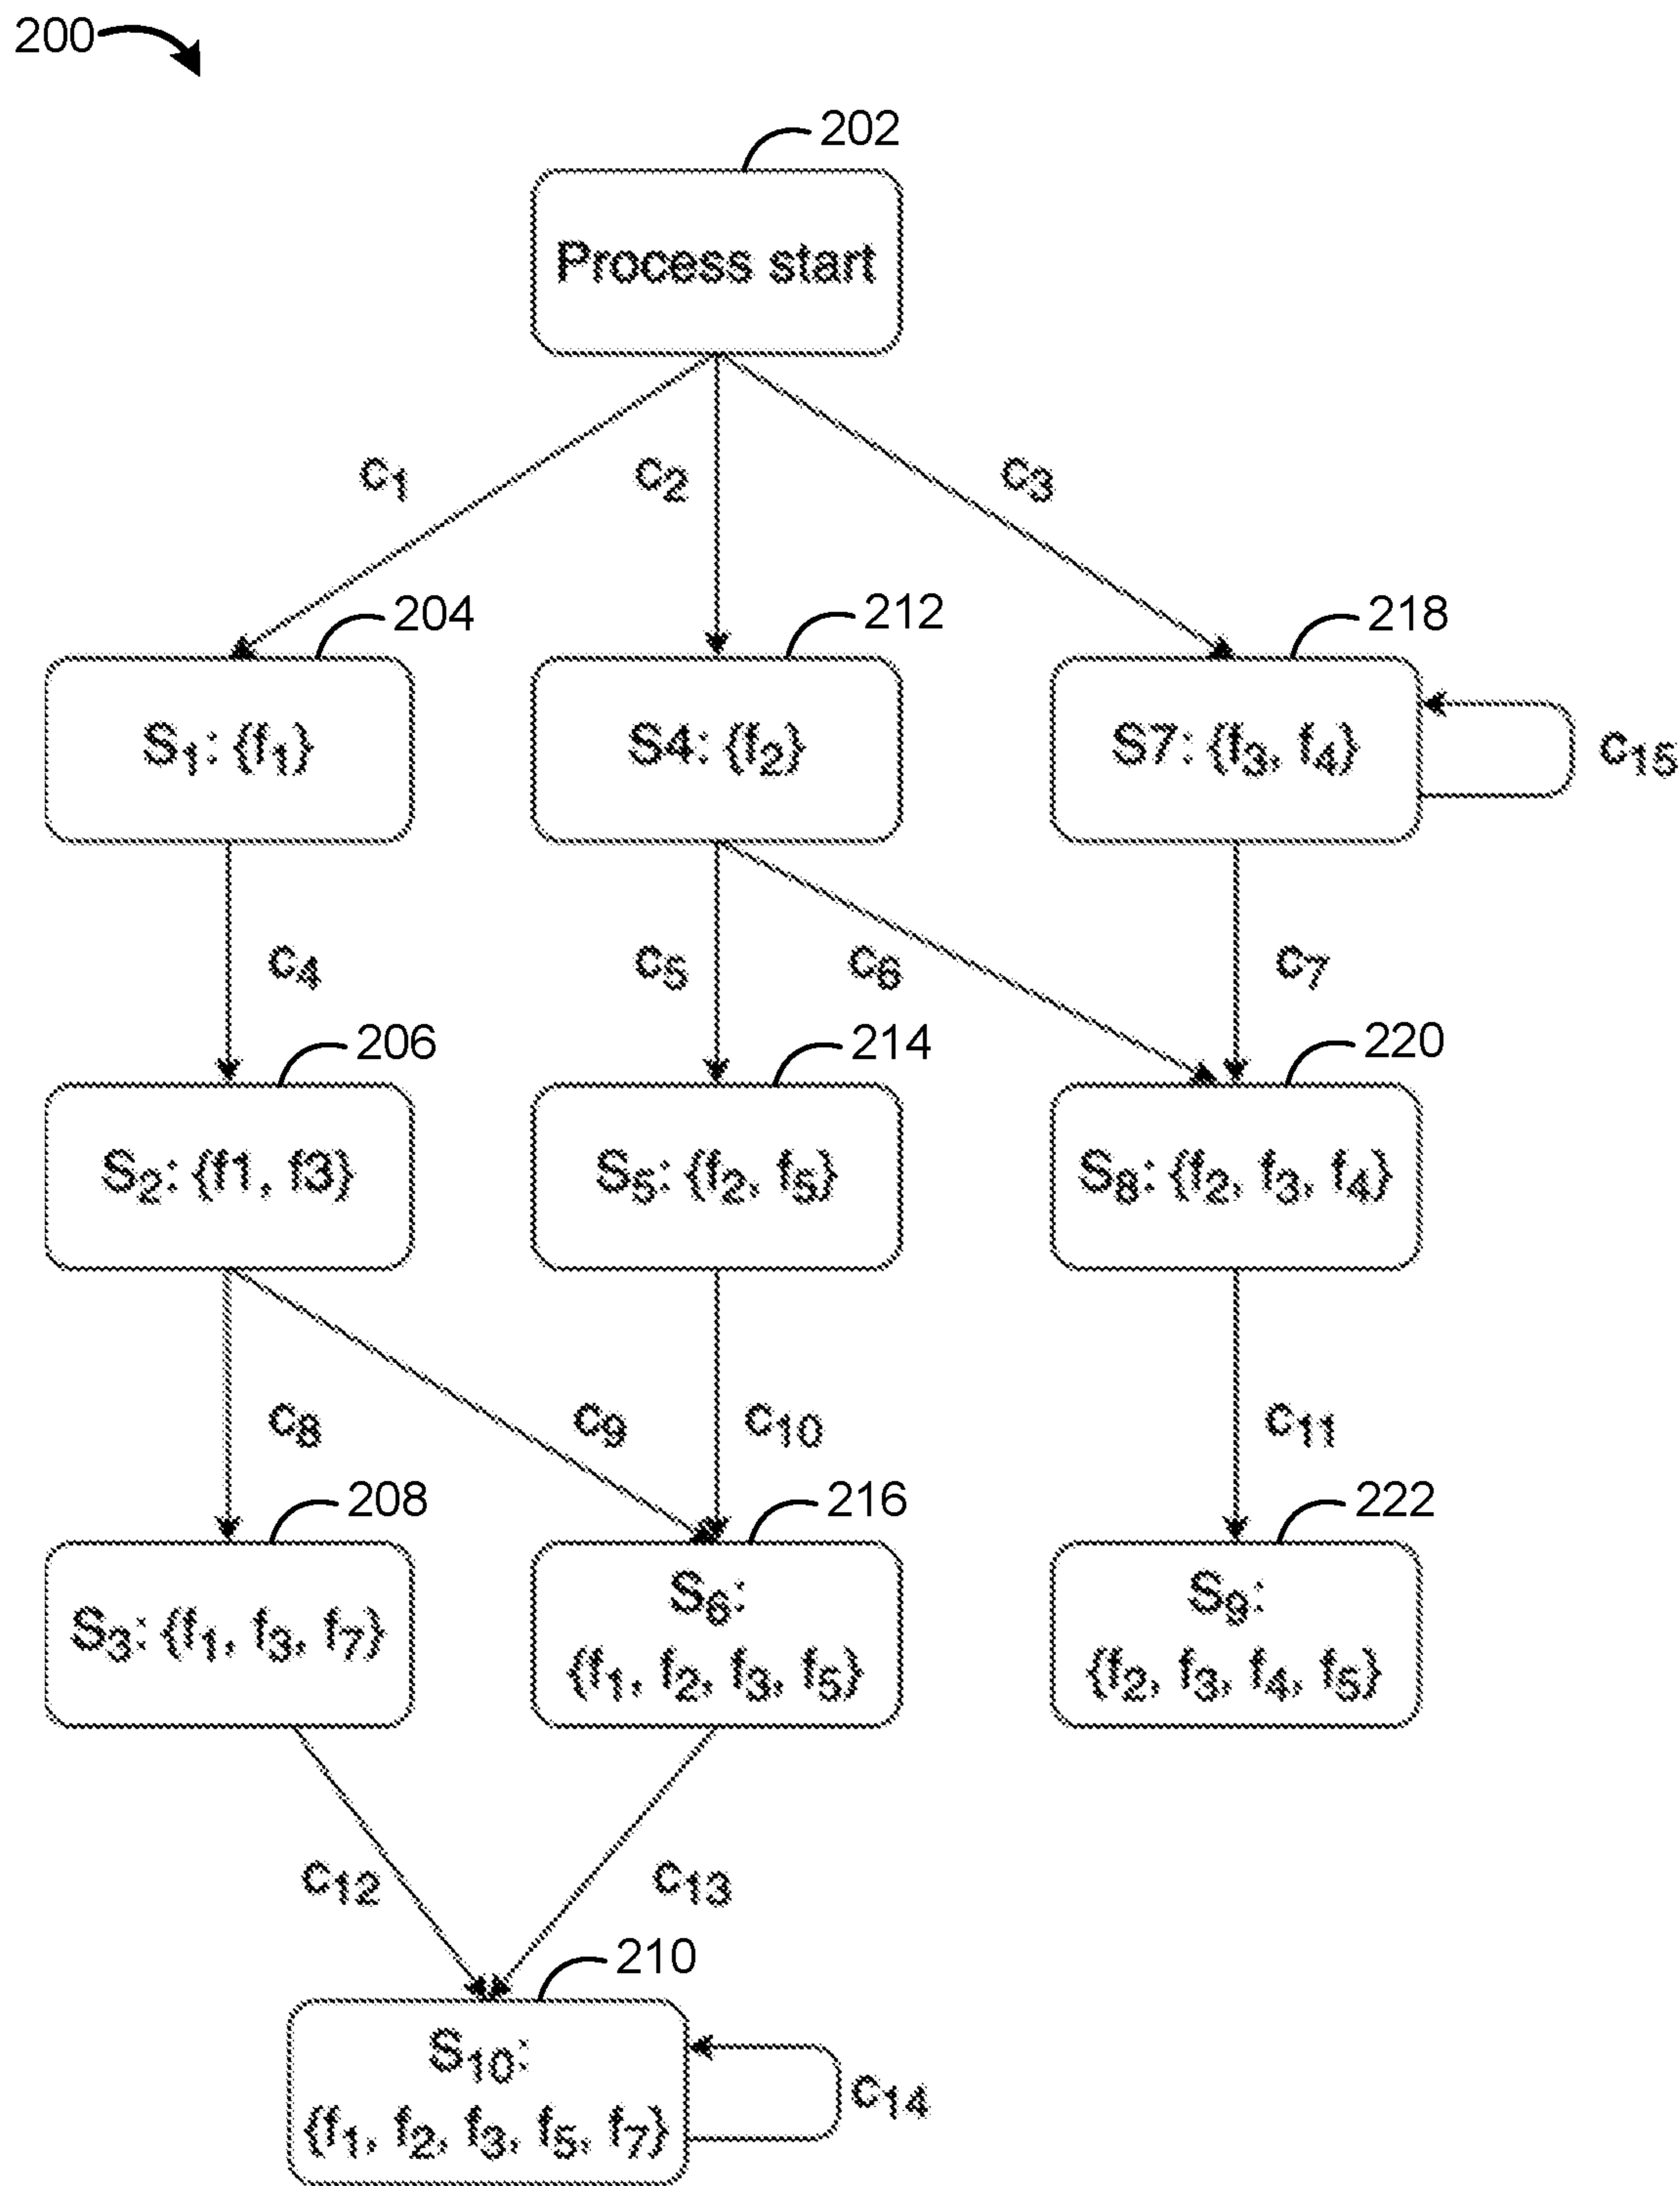 200
202
Process start
c1
c2
c3
204
212
218
S1: {f1}
S4: {f2}
S7: {f3, f4}
c15
c4
c5
c6
c7
206
214
220
S2: {f1, f3}
S5: {f2, f5}
S8: {f2, f3, f4}
c8
c9
c10
c11
208
216
222
S3: {f1, f3, f7}
S6:
{f1, f2, f3, f5}
S9:
{f2, f3, f4, f5}
c12
c13
210
S10:
{f1, f2, f3, f5, f7}
c14